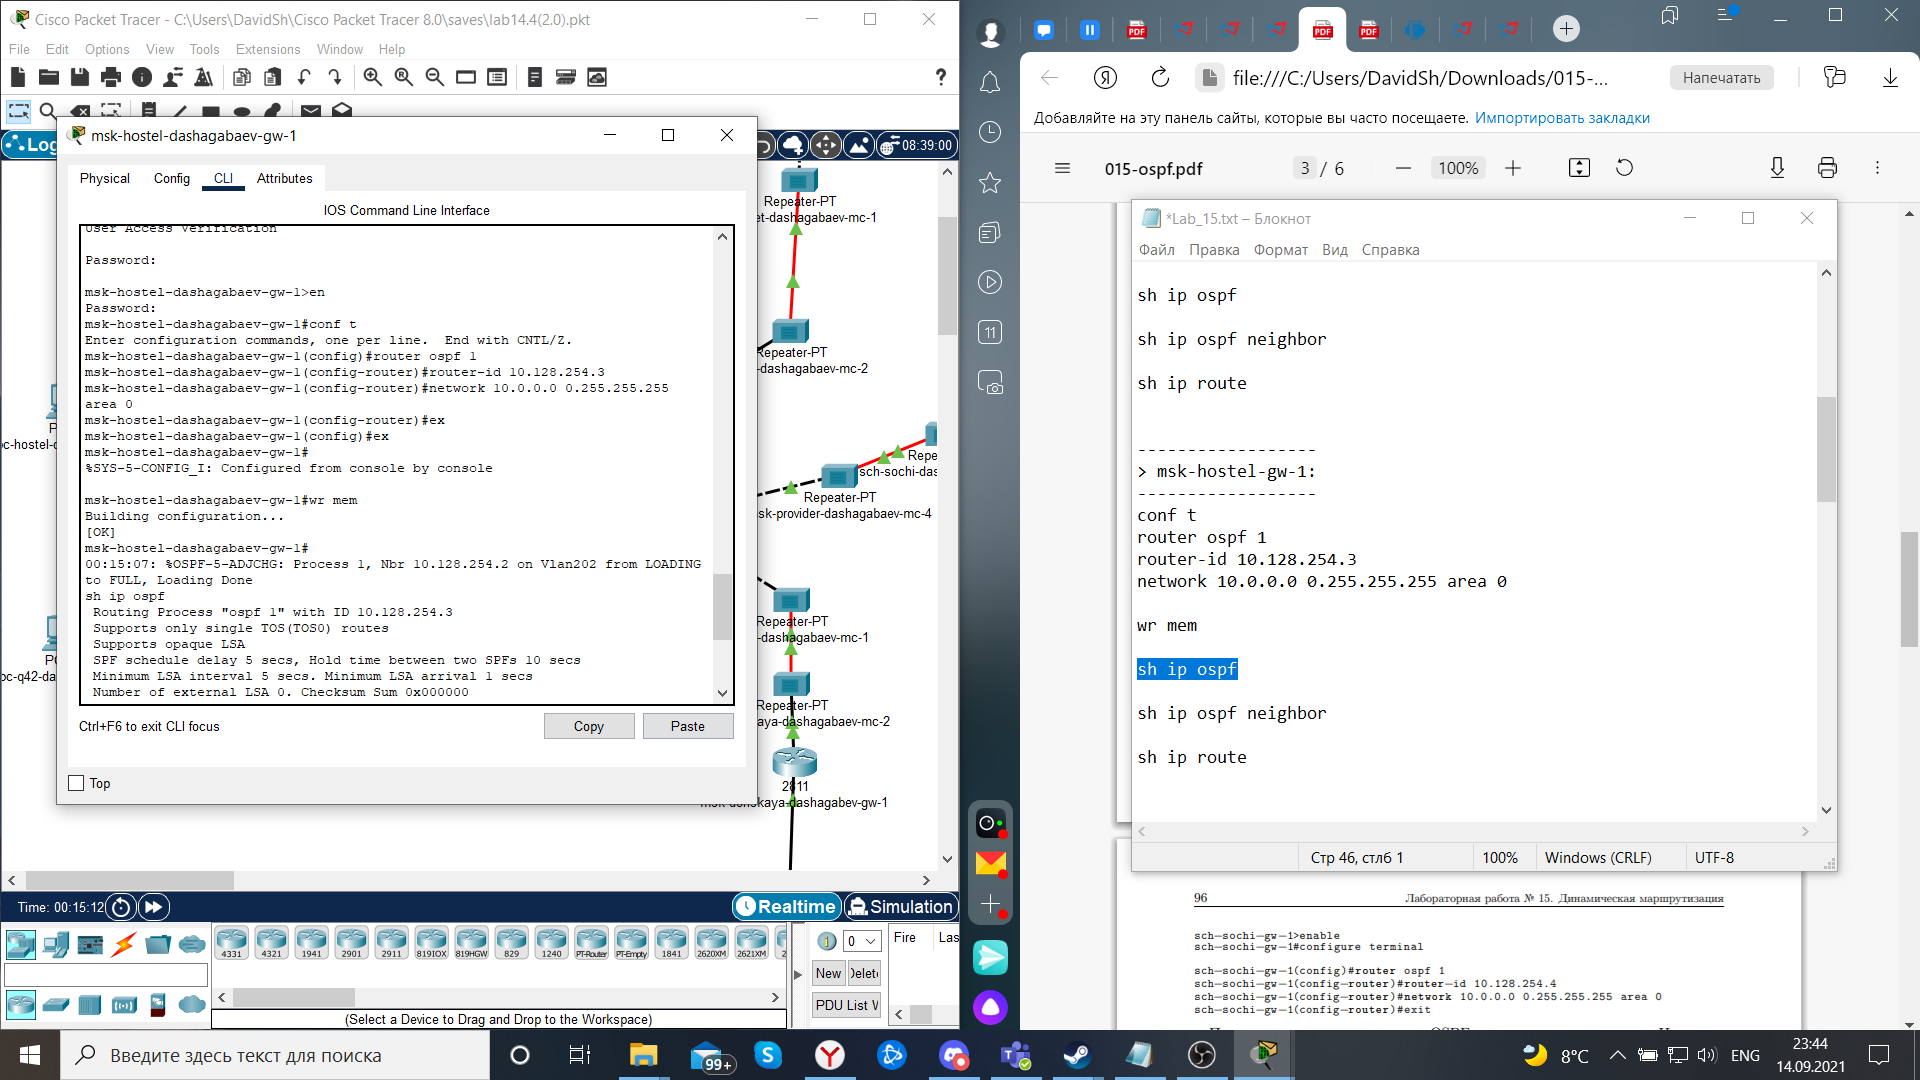 Cisco Packet Tracer - C:\Users\DavidSh\Cisco Packet Tracer 8.0\saves\lab14.4(2.0).pkt
File Edit Options View Tools Extensions Window Help
?
Log
08:39:00
msk-hostel-dashagabaev-gw-1
Physical Config CLI Attributes
IOS Command Line Interface
User Access Verification
Password:
msk-hostel-dashagabaev-gw-1>en
Password:
msk-hostel-dashagabaev-gw-1#conf t
Enter configuration commands, one per line. End with CNTL/Z.
msk-hostel-dashagabaev-gw-1(config)#router ospf 1
msk-hostel-dashagabaev-gw-1(config-router)#router-id 10.128.254.3
msk-hostel-dashagabaev-gw-1(config-router)#network 10.0.0.0 0.255.255.255
area 0
msk-hostel-dashagabaev-gw-1(config-router)#ex
msk-hostel-dashagabaev-gw-1(config)#ex
msk-hostel-dashagabaev-gw-1#
%SYS-5-CONFIG_I: Configured from console by console
msk-hostel-dashagabaev-gw-1#wr mem
Building configuration...
[OK]
msk-hostel-dashagabaev-gw-1#
00:15:07: %OSPF-5-ADJCHG: Process 1, Nbr 10.128.254.2 on Vlan202 from LOADING
to FULL, Loading Done
sh ip ospf
Routing Process "ospf 1" with ID 10.128.254.3
Supports only single TOS(TOS0) routes
Supports opaque LSA
SPF schedule delay 5 secs, Hold time between two SPFs 10 secs
Minimum LSA interval 5 secs. Minimum LSA arrival 1 secs
Number of external LSA 0. Checksum Sum 0x000000
Ctrl+F6 to exit CLI focus
Copy
Paste
Top
Repeater-PT
et-dashagabaev-mc-1
Repeater-PT
-dashagabaev-mc-2
Repe
sch-sochi-das
Repeater-PT
sk-provider-dashagabaev-mc-4
Repeater-PT
-dashagabaev-mc-1
Repeater-PT
aya-dashagabaev-mc-2
2811
msk-donskaya-dashagabev-gw-1
P
oc-hostel-d
PC
oc-q42-da
Time: 00:15:12
Realtime Simulation
4331 4321 1941 2901 2911 819IOX 819HGW 829 1240 PT-Router PT-Empty 1841 2620XM 2621XM 2
(Select a Device to Drag and Drop to the Workspace)
0
New Delete
PDU List W
Fire Las
11
PDF PDF PDF
Я
file:///C:/Users/DavidSh/Downloads/015-...
Напечатать
Добавляйте на эту панель сайты, которые вы часто посещаете. Импортировать закладки
015-ospf.pdf
3 / 6
100%
*Lab_15.txt – Блокнот
Файл Правка Формат Вид Справка
sh ip ospf
sh ip ospf neighbor
sh ip route
------------------
> msk-hostel-gw-1:
------------------
conf t
router ospf 1
router-id 10.128.254.3
network 10.0.0.0 0.255.255.255 area 0
wr mem
sh ip ospf
sh ip ospf neighbor
sh ip route
Стр 46, стлб 1
100%
Windows (CRLF)
UTF-8
96 Лабораторная работа № 15. Динамическая маршрутизация
sch-sochi-gw-1>enable
sch-sochi-gw-1#configure terminal
sch-sochi-gw-1(config)#router ospf 1
sch-sochi-gw-1(config-router)#router-id 10.128.254.4
sch-sochi-gw-1(config-router)#network 10.0.0.0 0.255.255.255 area 0
sch-sochi-gw-1(config-router)#exit
Введите здесь текст для поиска
99+
8°C
ENG
23:44
14.09.2021